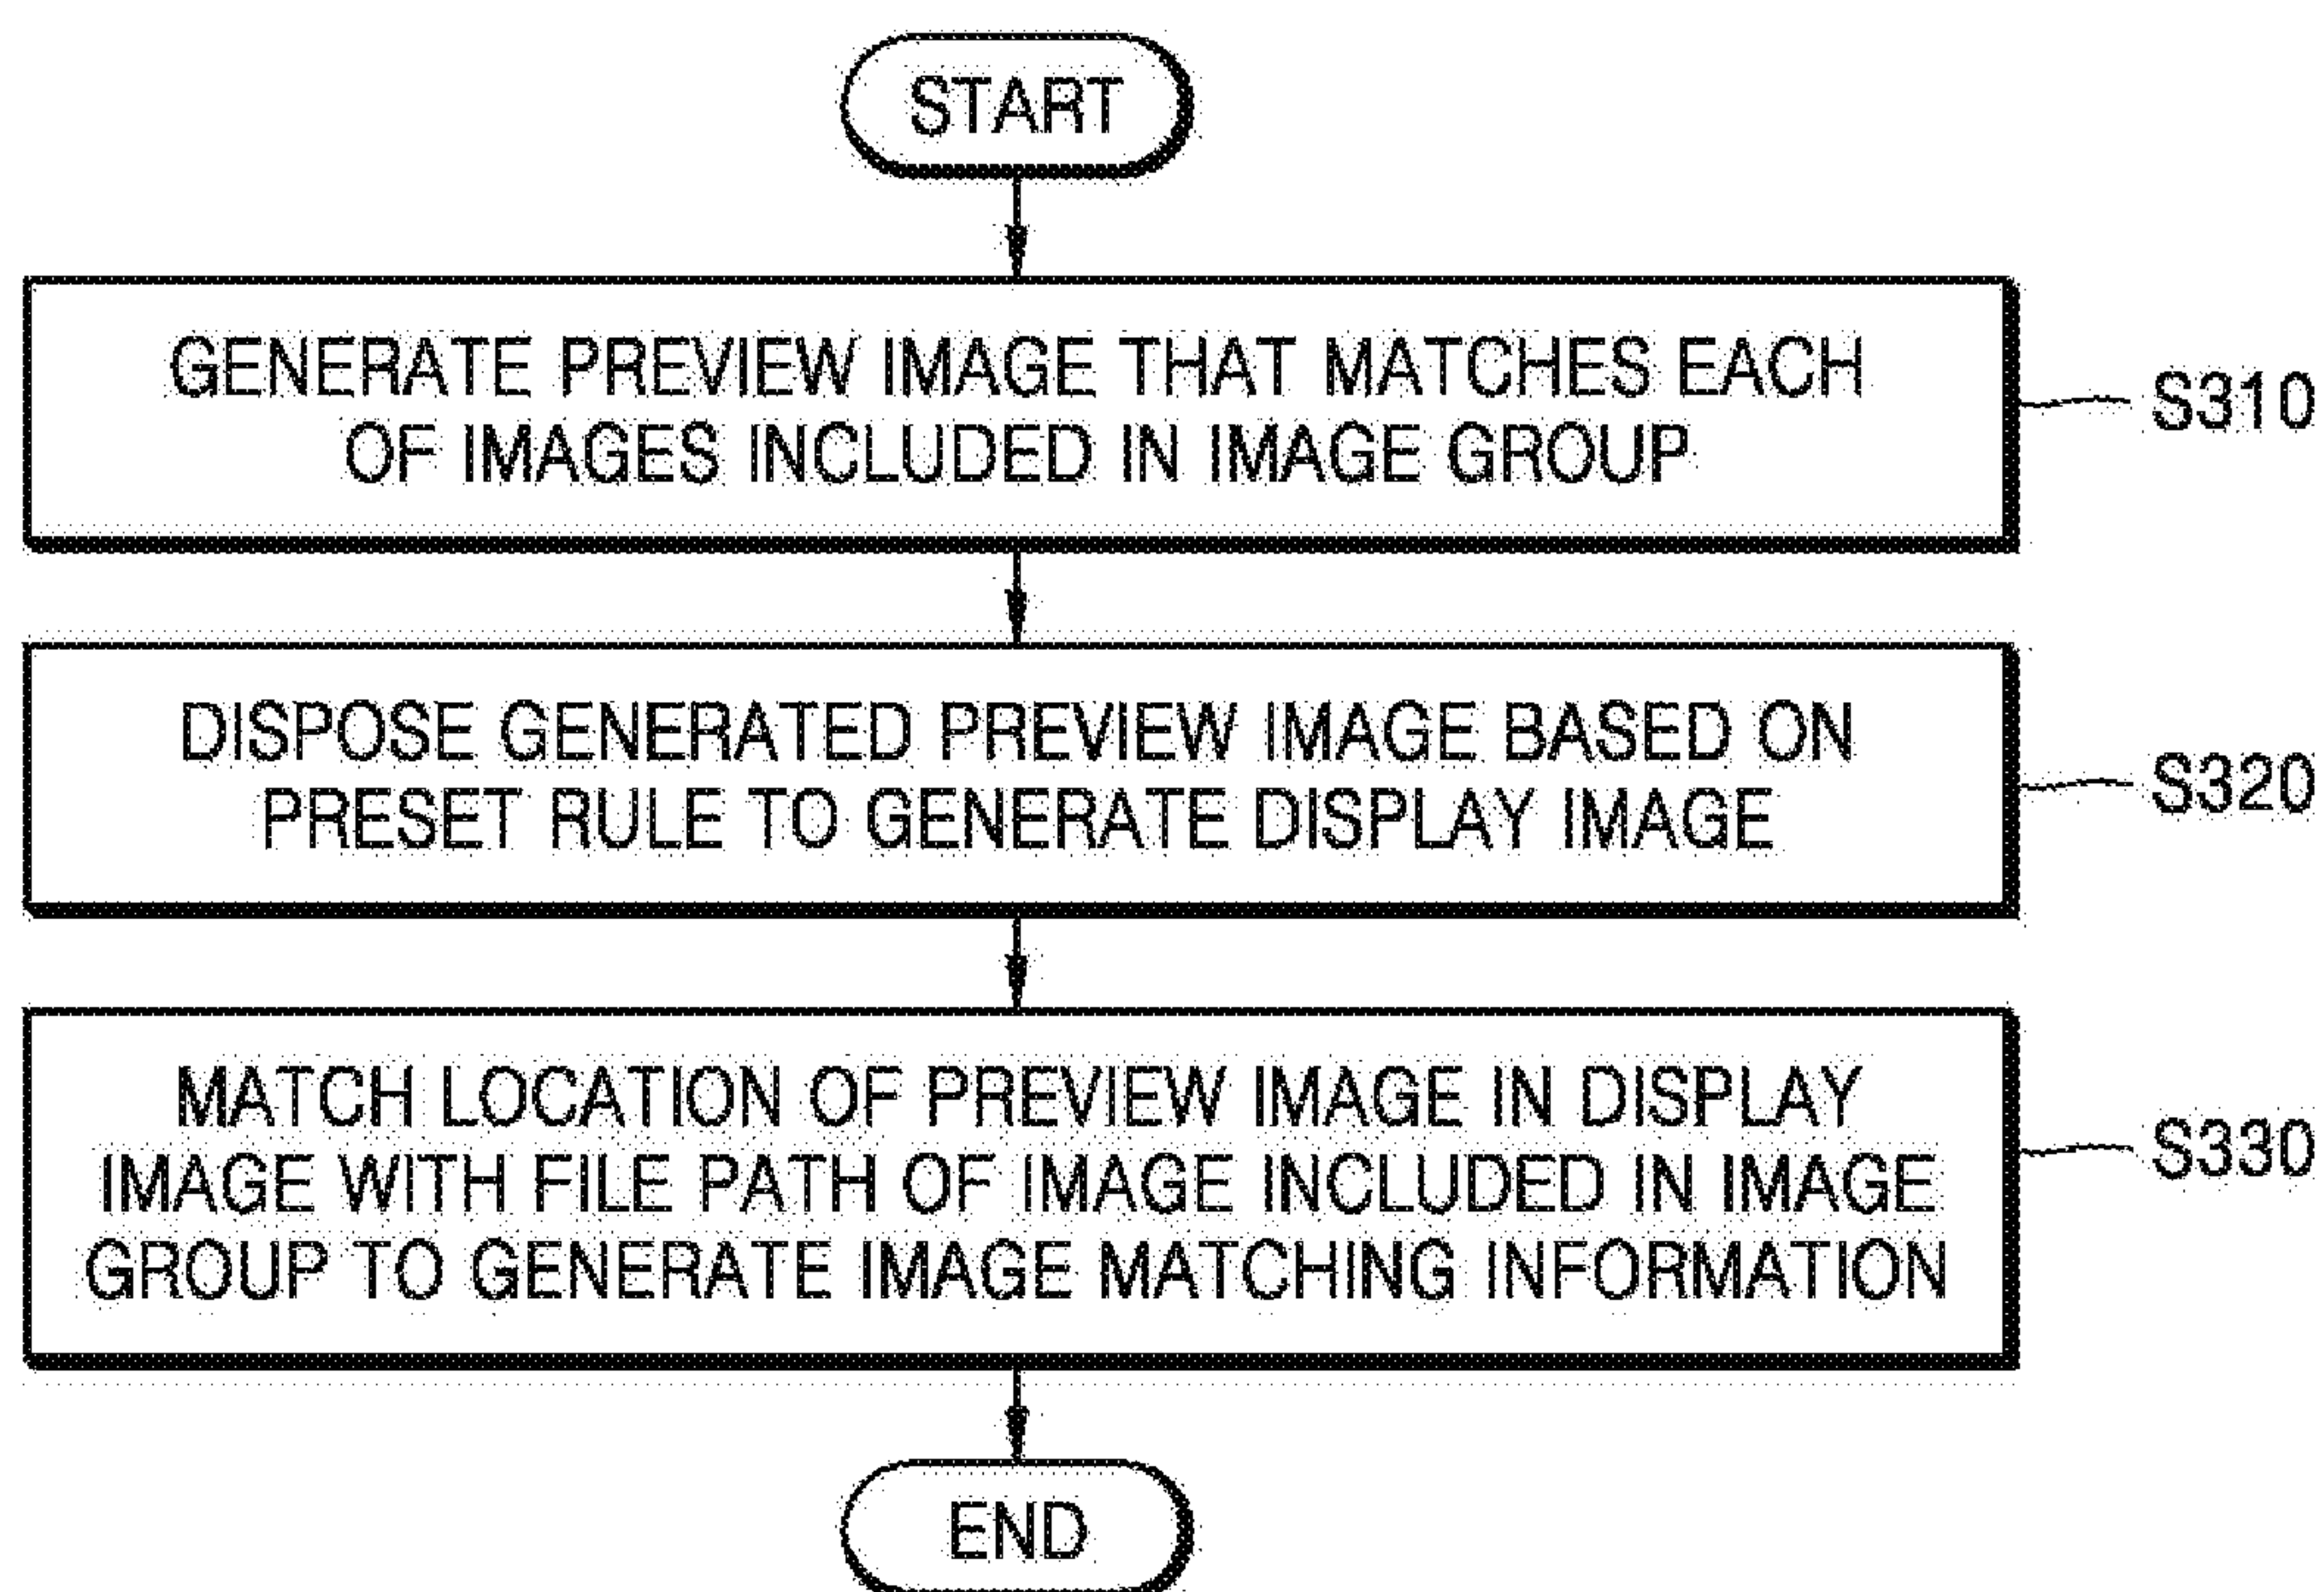 START
GENERATE PREVIEW IMAGE THAT MATCHES EACH
OF IMAGES INCLUDED IN IMAGE GROUP
S310
DISPOSE GENERATED PREVIEW IMAGE BASED ON
PRESET RULE TO GENERATE DISPLAY IMAGE
S320
MATCH LOCATION OF PREVIEW IMAGE IN DISPLAY
IMAGE WITH FILE PATH OF IMAGE INCLUDED IN IMAGE
GROUP TO GENERATE IMAGE MATCHING INFORMATION
S330
END